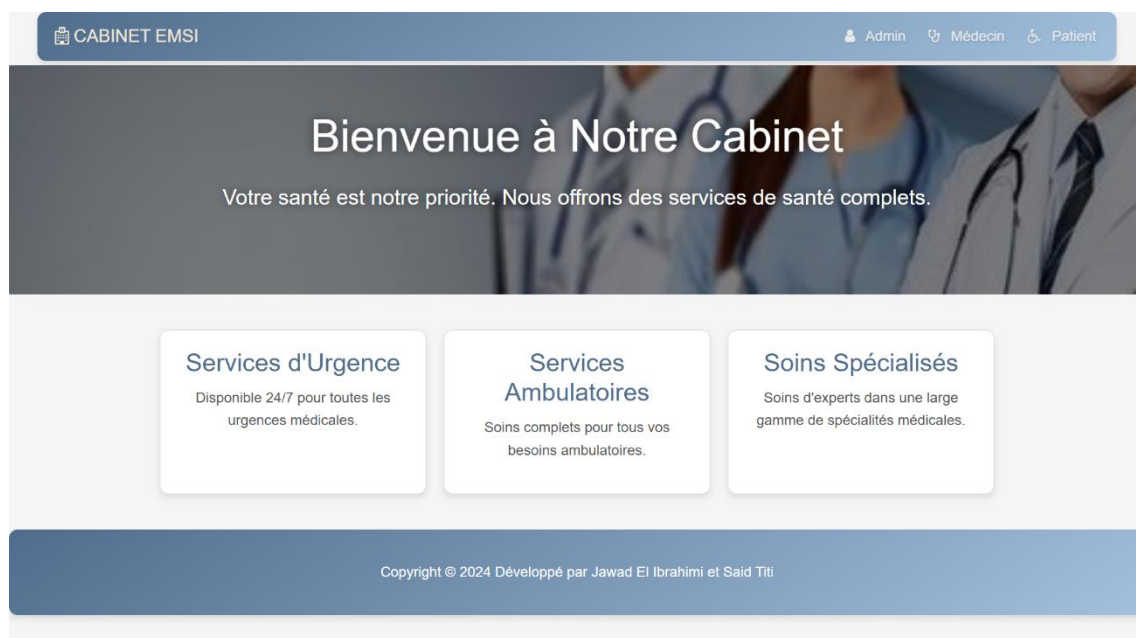 CABINET EMSI
Admin Médecin Patient
Bienvenue à Notre Cabinet
Votre santé est notre priorité. Nous offrons des services de santé complets.
Services d'Urgence
Disponible 24/7 pour toutes les
urgences médicales.
Services
Ambulatoires
Soins complets pour tous vos
besoins ambulatoires.
Soins Spécialisés
Soins d'experts dans une large
gamme de spécialités médicales.
Copyright © 2024 Développé par Jawad El Ibrahimi et Said Titi